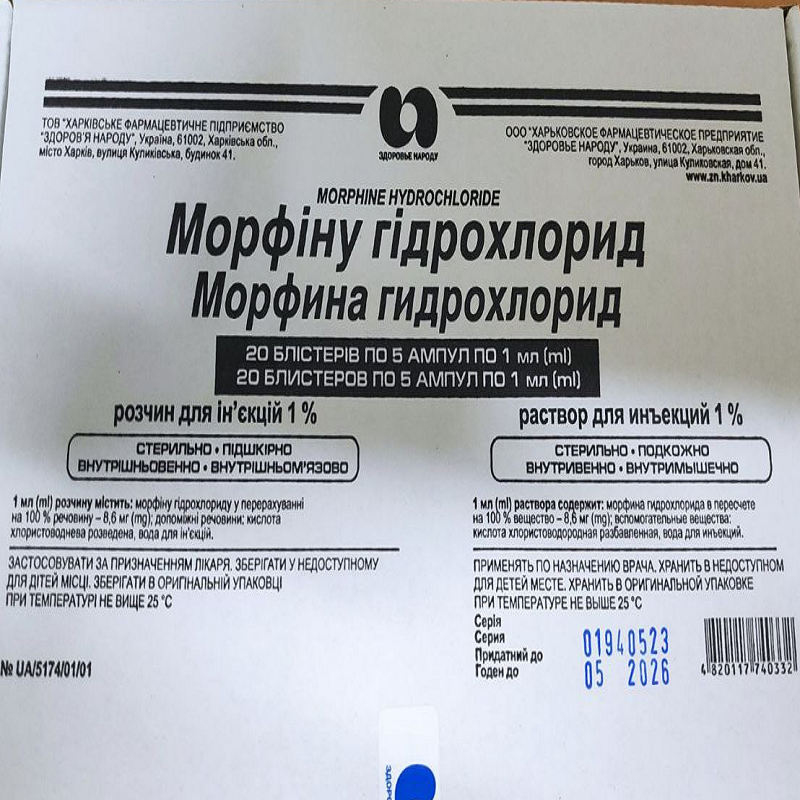 ТОВ "ХАРКІВСЬКЕ ФАРМАЦЕВТИЧНЕ ПІДПРИЄМСТВО
"ЗДОРОВ'Я НАРОДУ", Україна, 61002, Харківська обл.,
місто Харків, вулиця Куликівська, будинок 41.
ЗДОРОВЬЕ НАРОДУ
ООО "ХАРЬКОВСКОЕ ФАРМАЦЕВТИЧЕСКОЕ ПРЕДПРИЯТИЕ
"ЗДОРОВЬЕ НАРОДУ", Украина, 61002, Харьковская обл.,
город Харьков, улица Куликовская, дом 41.
www.zn.kharkov.ua
MORPHINE HYDROCHLORIDE
Морфіну гідрохлорид
Морфина гидрохлорид
20 БЛІСТЕРІВ ПО 5 АМПУЛ ПО 1 мл (ml)
20 БЛИСТЕРОВ ПО 5 АМПУЛ ПО 1 мл (ml)
розчин для ін'єкцій 1 %
СТЕРИЛЬНО • ПІДШКІРНО
ВНУТРІШНЬОВЕННО • ВНУТРІШНЬОМ'ЯЗОВО
1 мл (ml) розчину містить: морфіну гідрохлориду у перерахуванні
на 100 % речовину – 8,6 мг (mg); допоміжні речовини: кислота
хлористоводнева розведена, вода для ін'єкцій.
ЗАСТОСОВУВАТИ ЗА ПРИЗНАЧЕННЯМ ЛІКАРЯ. ЗБЕРІГАТИ У НЕДОСТУПНОМУ
ДЛЯ ДІТЕЙ МІСЦІ. ЗБЕРІГАТИ В ОРИГІНАЛЬНІЙ УПАКОВЦІ
ПРИ ТЕМПЕРАТУРІ НЕ ВИЩЕ 25 °С
№ UA/5174/01/01
раствор для инъекций 1 %
СТЕРИЛЬНО • ПОДКОЖНО
ВНУТРИВЕННО • ВНУТРИМЫШЕЧНО
1 мл (ml) раствора содержит: морфина гидрохлорида в пересчете
на 100 % вещество – 8,6 мг (mg); вспомогательные вещества:
кислота хлористоводородная разбавленная, вода для инъекций.
ПРИМЕНЯТЬ ПО НАЗНАЧЕНИЮ ВРАЧА. ХРАНИТЬ В НЕДОСТУПНОМ
ДЛЯ ДЕТЕЙ МЕСТЕ. ХРАНИТЬ В ОРИГИНАЛЬНОЙ УПАКОВКЕ
ПРИ ТЕМПЕРАТУРЕ НЕ ВЫШЕ 25 °С
Серія
Серия
01940523
Придатний до
Годен до
05 2026
4 820117 740332